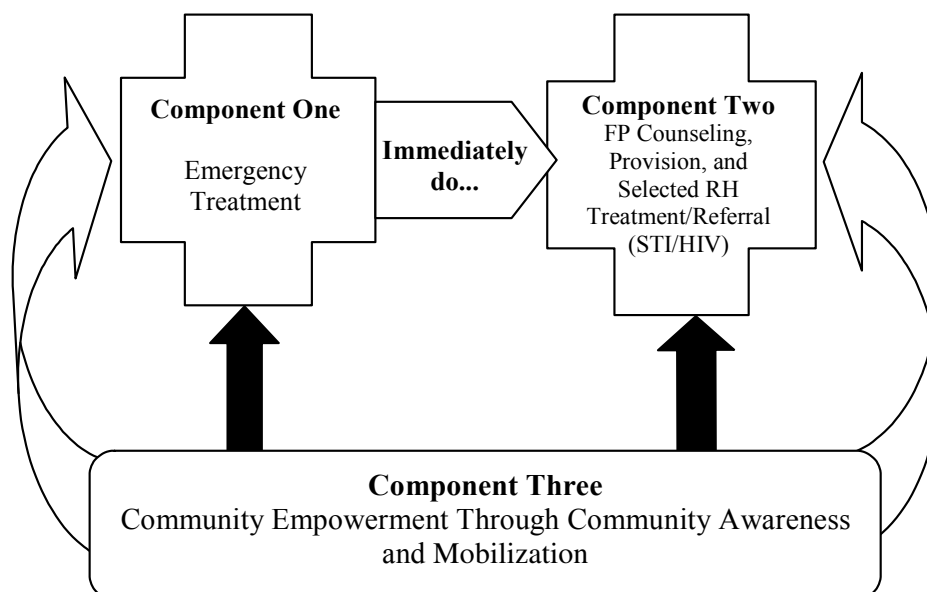 Component One
Emergency
Treatment
Immediately
do...
Component Two
FP Counseling,
Provision, and
Selected RH
Treatment/Referral
(STI/HIV)
Component Three
Community Empowerment Through Community Awareness
and Mobilization